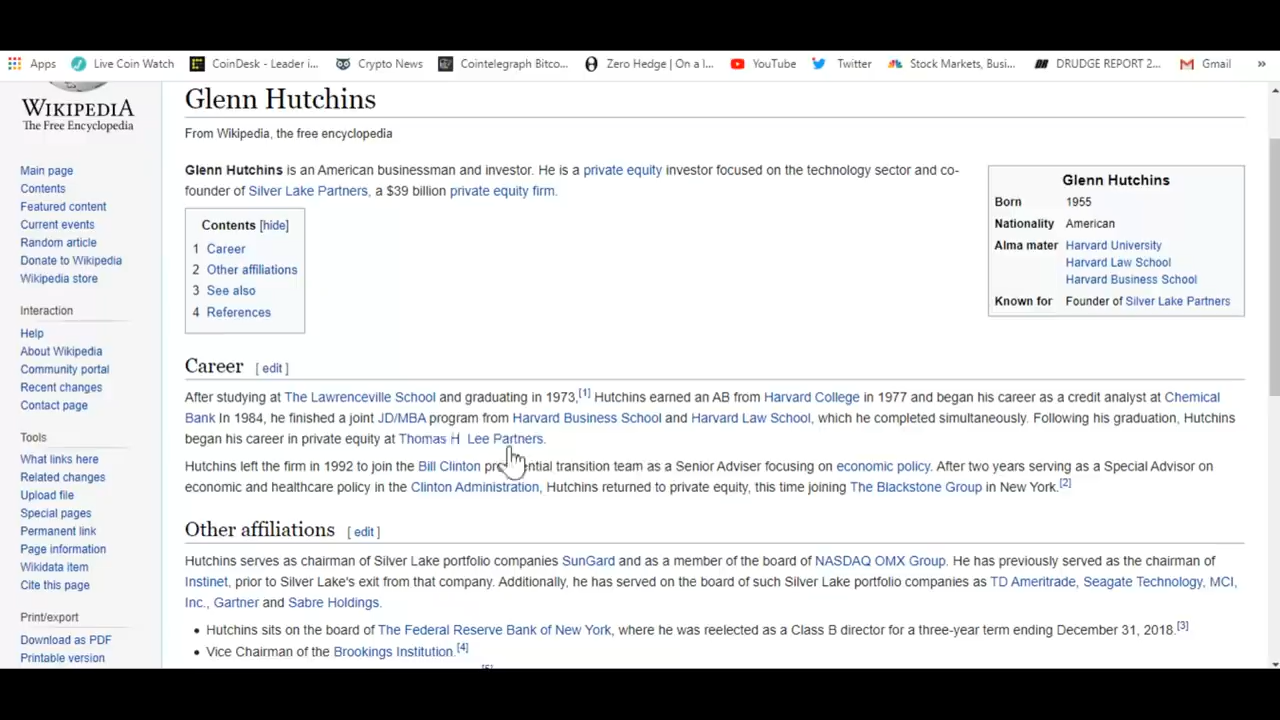 Apps Live Coin Watch CoinDesk - Leader i... Crypto News Cointelegraph Bitco... Zero Hedge | On a l... YouTube Twitter Stock Markets, Busi... DRUDGE REPORT 2... Gmail »
WIKIPEDIA
The Free Encyclopedia
Main page
Contents
Featured content
Current events
Random article
Donate to Wikipedia
Wikipedia store
Interaction
Help
About Wikipedia
Community portal
Recent changes
Contact page
Tools
What links here
Related changes
Upload file
Special pages
Permanent link
Page information
Wikidata item
Cite this page
Print/export
Download as PDF
Printable version
Glenn Hutchins
From Wikipedia, the free encyclopedia
Glenn Hutchins is an American businessman and investor. He is a private equity investor focused on the technology sector and co-
founder of Silver Lake Partners, a $39 billion private equity firm.
Contents [hide]
1 Career
2 Other affiliations
3 See also
4 References
Glenn Hutchins
Born 1955
Nationality American
Alma mater Harvard University
Harvard Law School
Harvard Business School
Known for Founder of Silver Lake Partners
Career [ edit ]
After studying at The Lawrenceville School and graduating in 1973,[1] Hutchins earned an AB from Harvard College in 1977 and began his career as a credit analyst at Chemical
Bank In 1984, he finished a joint JD/MBA program from Harvard Business School and Harvard Law School, which he completed simultaneously. Following his graduation, Hutchins
began his career in private equity at Thomas H Lee Partners.
Hutchins left the firm in 1992 to join the Bill Clinton transition team as a Senior Adviser focusing on economic policy. After two years serving as a Special Advisor on
economic and healthcare policy in the Clinton Administration, Hutchins returned to private equity, this time joining The Blackstone Group in New York.[2]
Other affiliations [ edit ]
Hutchins serves as chairman of Silver Lake portfolio companies SunGard and as a member of the board of NASDAQ OMX Group. He has previously served as the chairman of
Instinet, prior to Silver Lake's exit from that company. Additionally, he has served on the board of such Silver Lake portfolio companies as TD Ameritrade, Seagate Technology, MCI,
Inc., Gartner and Sabre Holdings.
• Hutchins sits on the board of The Federal Reserve Bank of New York, where he was reelected as a Class B director for a three-year term ending December 31, 2018.[3]
• Vice Chairman of the Brookings Institution.[4]